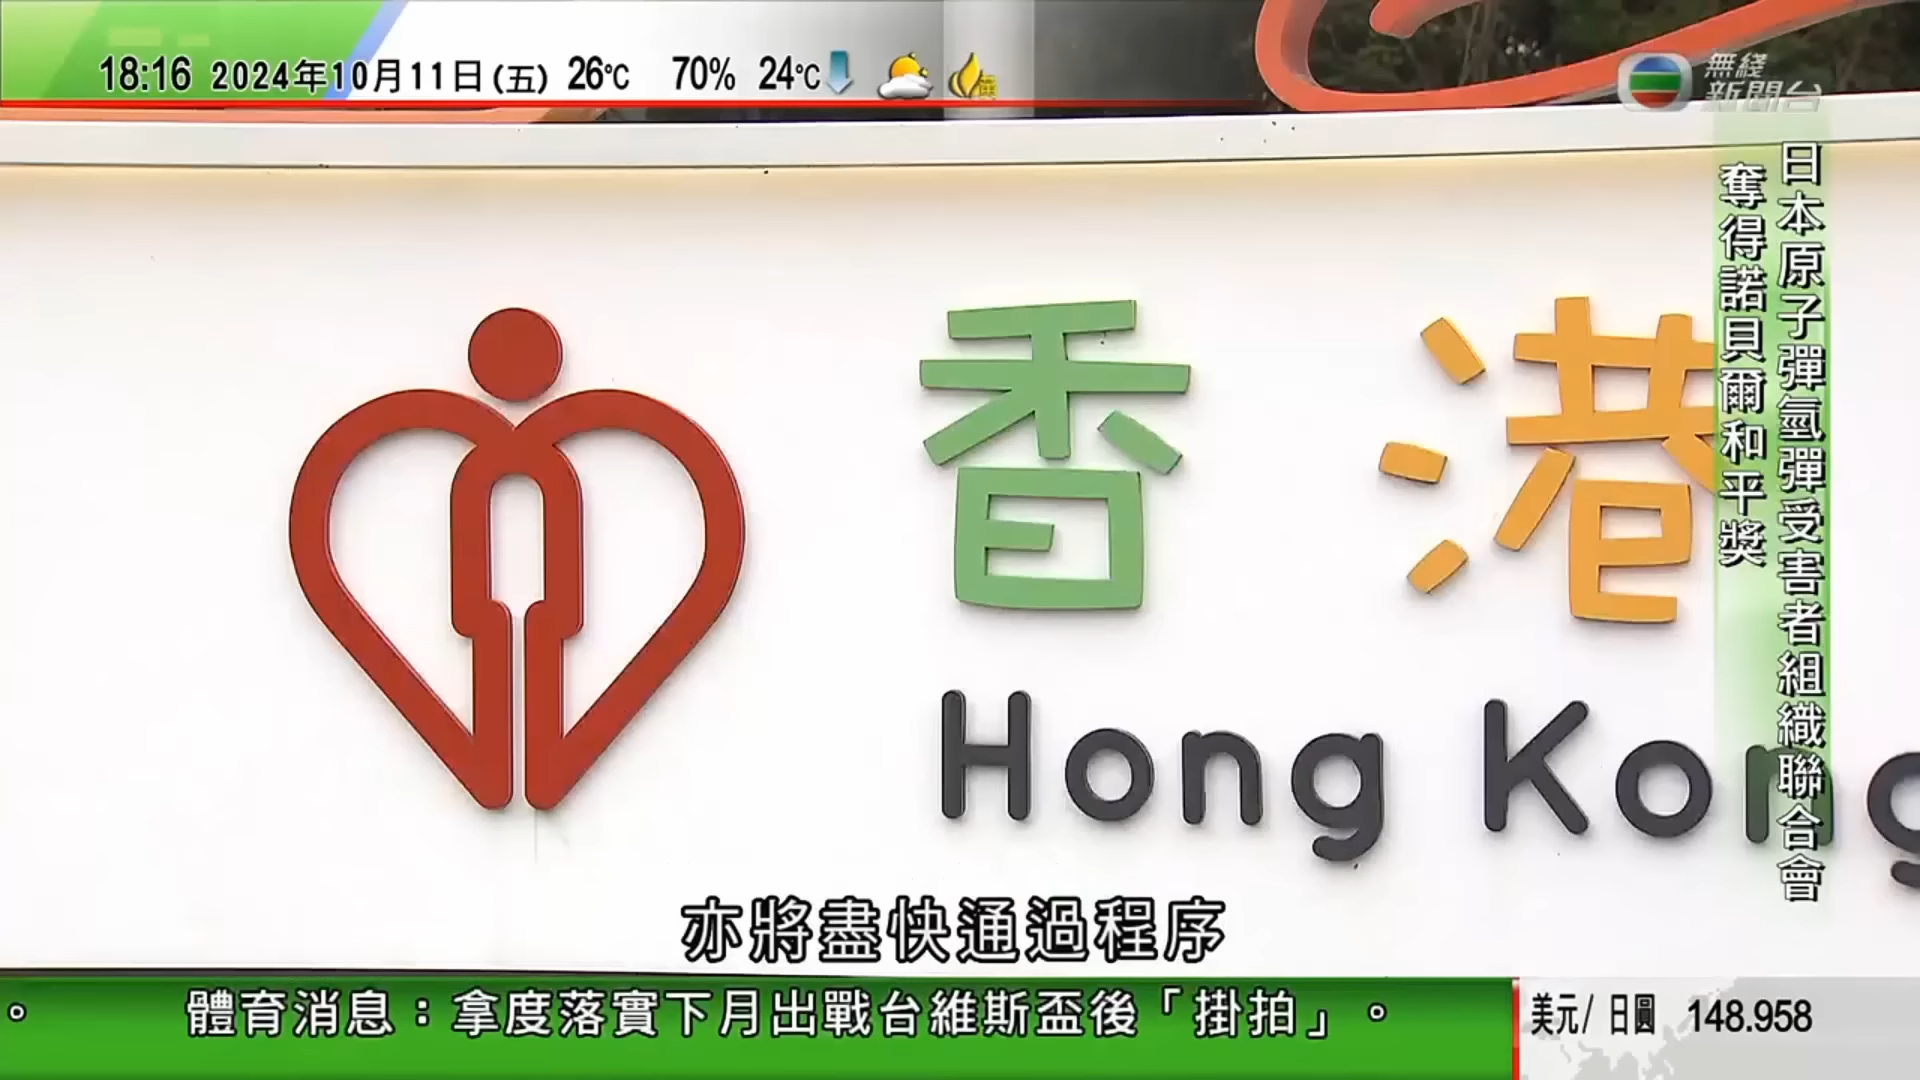 18:16 2024年10月11日(五) 26℃ 70% 24℃
無綫
新聞台
日本原子彈氫彈受害者組織聯合會
奪得諾貝爾和平獎
香港
Hong Kong
亦將盡快通過程序
。 體育消息：拿度落實下月出戰台維斯盃後「掛拍」。
美元/日圓 148.958